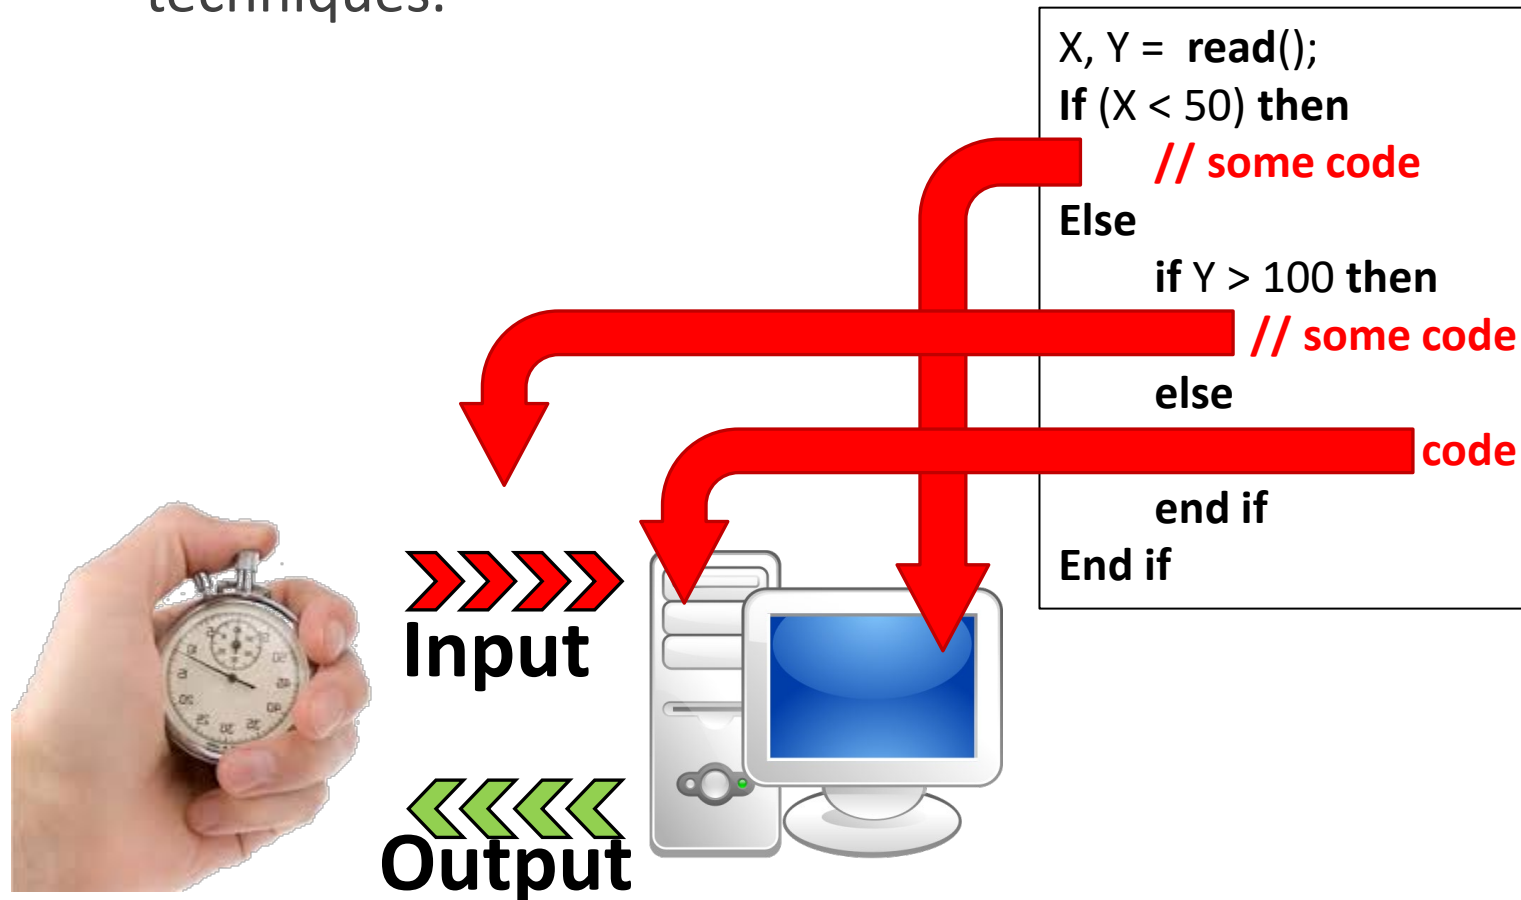 techniques.
X, Y = read();
If (X < 50) then
// some code
Else
if Y > 100 then
// some code
else
code
end if
End if
Input
Output